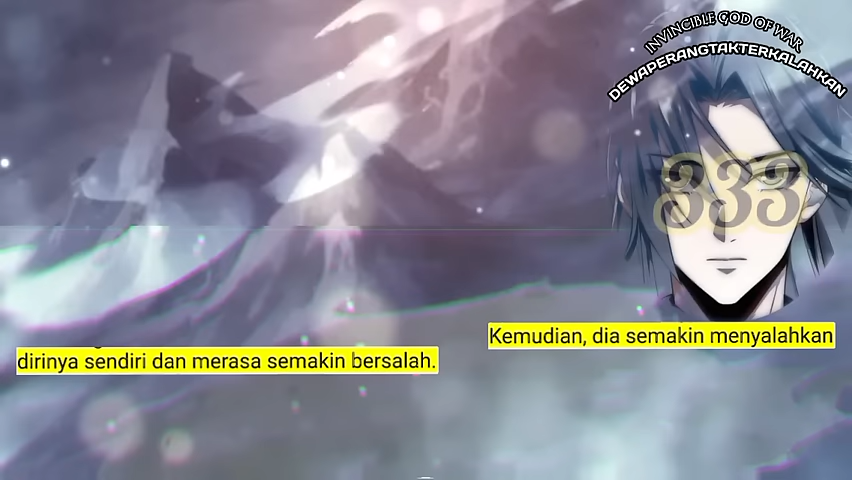 INVINCIBLE GOD OF WAR
DEWAPERANGTAKTERKALAHKAN
333
Kemudian, dia semakin menyalahkan
dirinya sendiri dan merasa semakin bersalah.